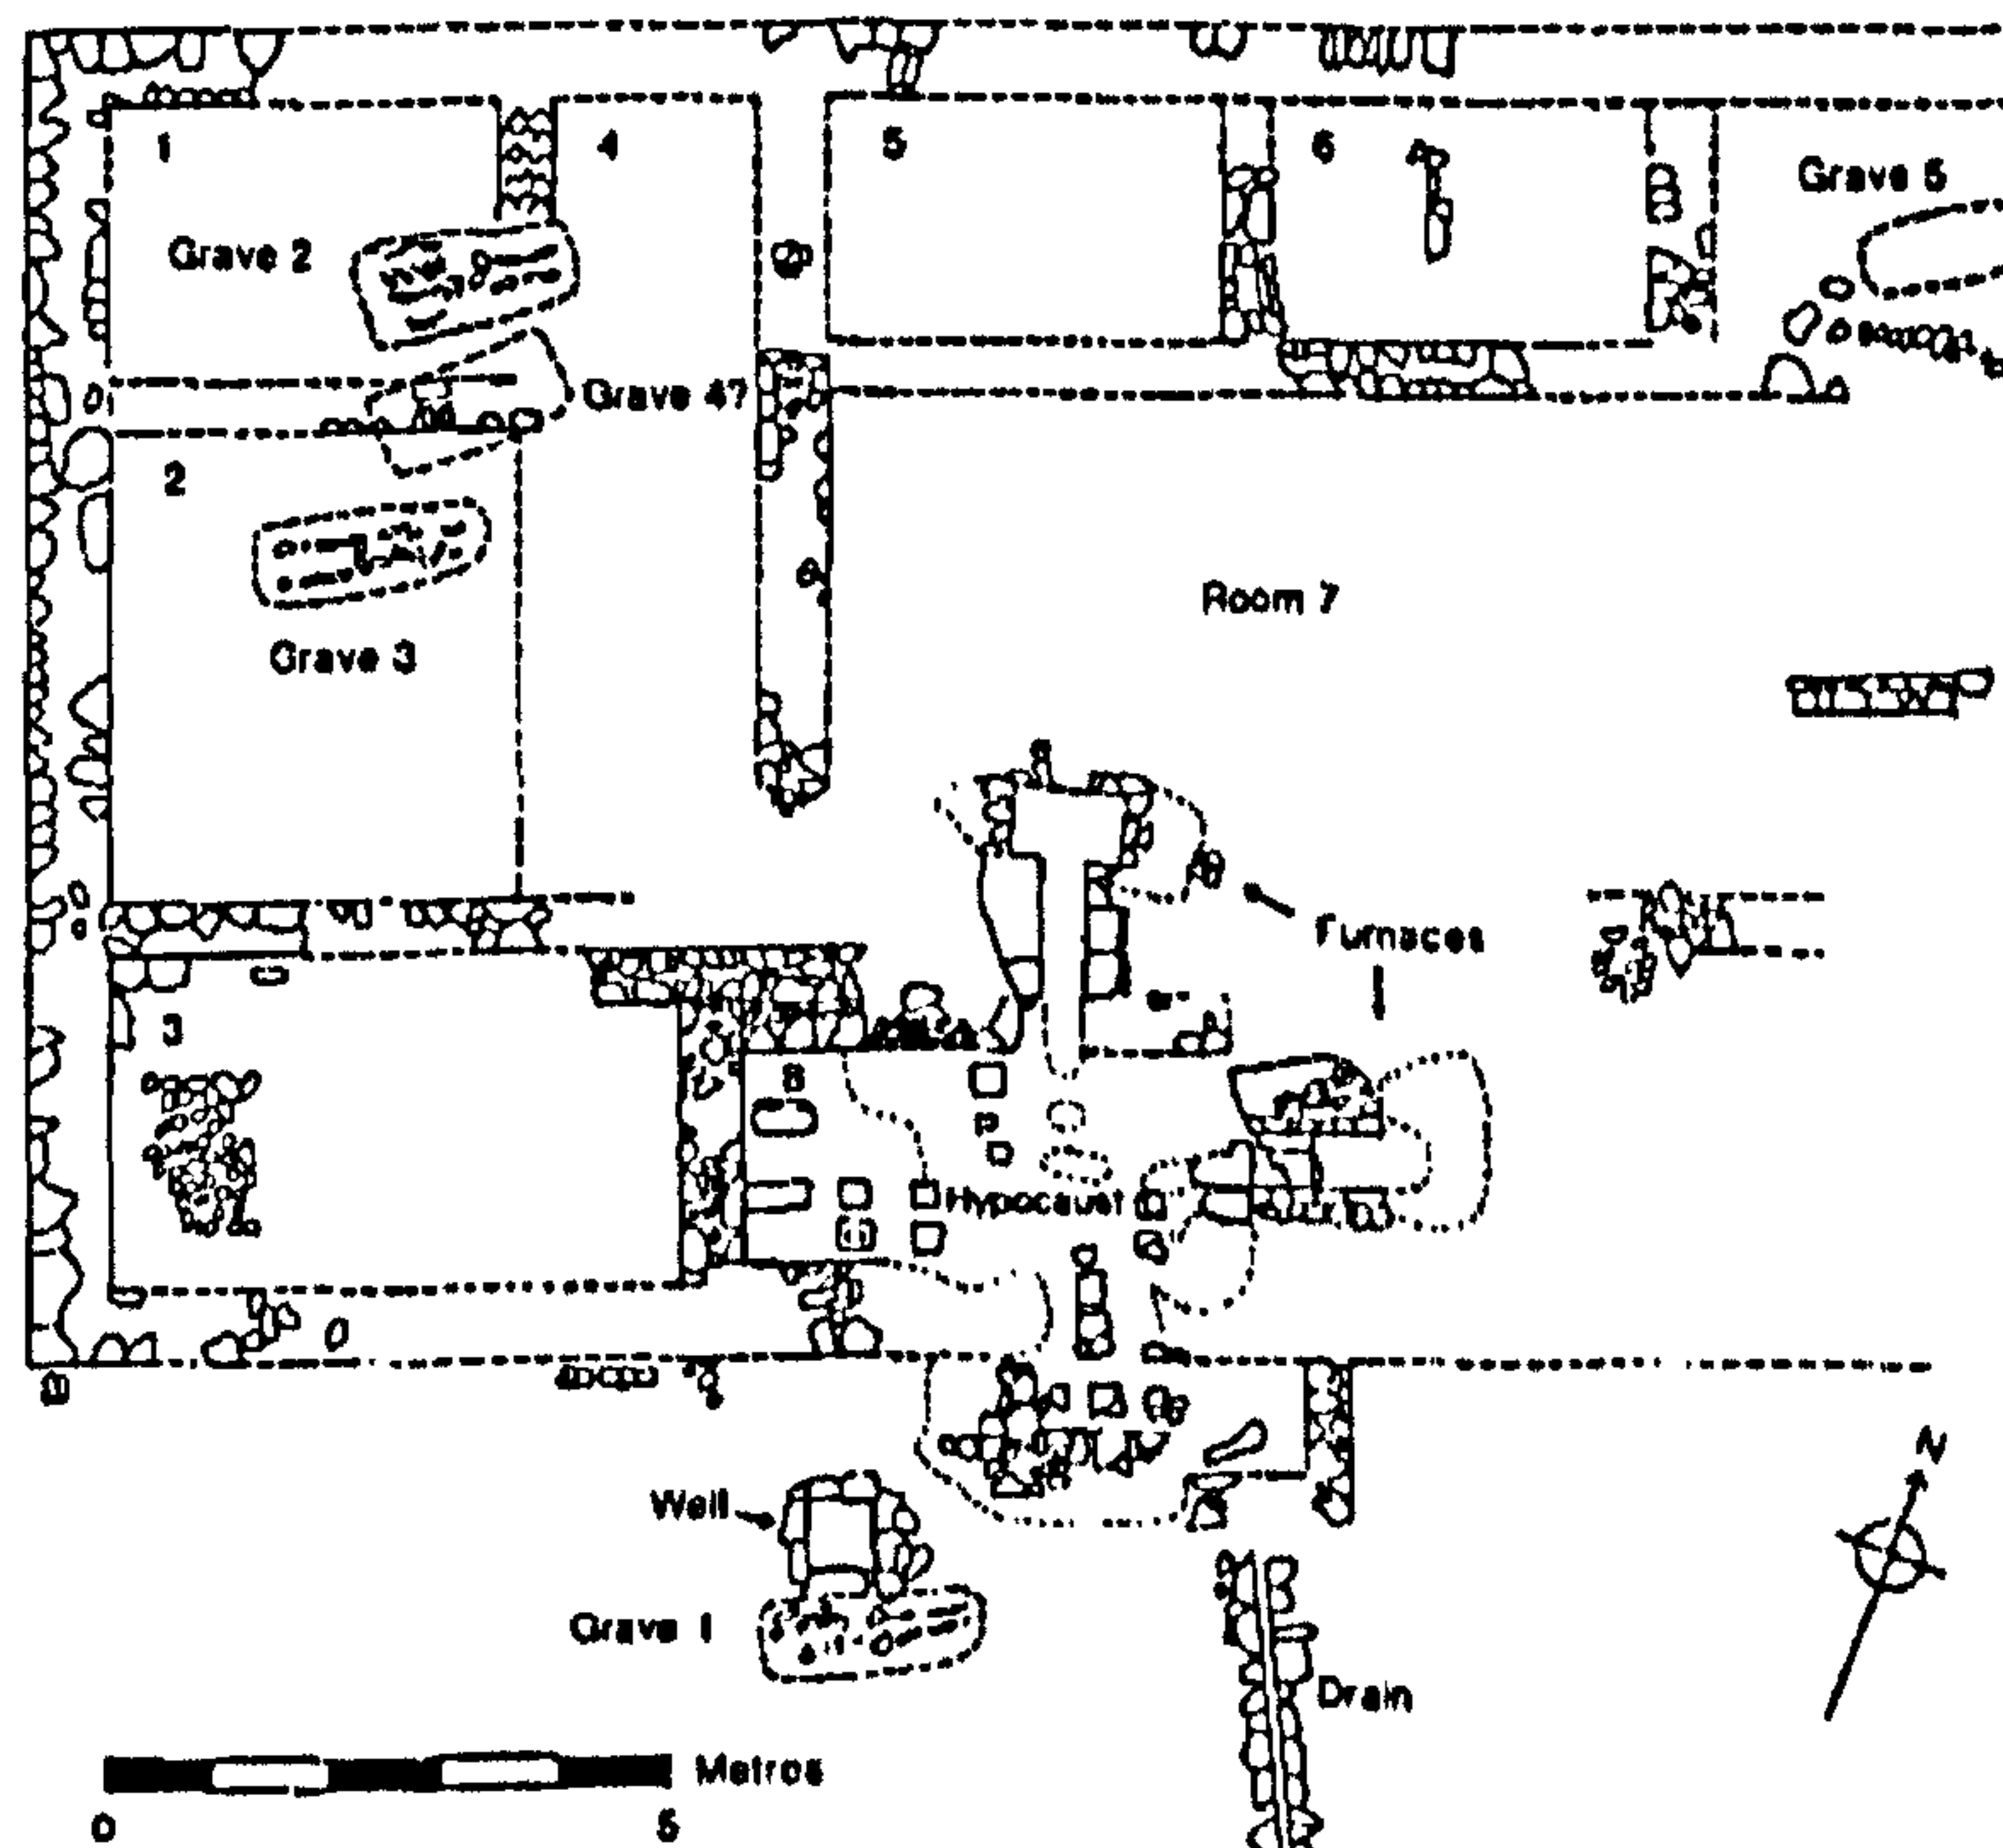 1
4
5
6
Grave 5
Grave 2
Grave 4?
2
Room 7
Grave 3
Furnaces
3
8
Hypocaust
N
Well
Grave 1
Drain
Metres
0
5